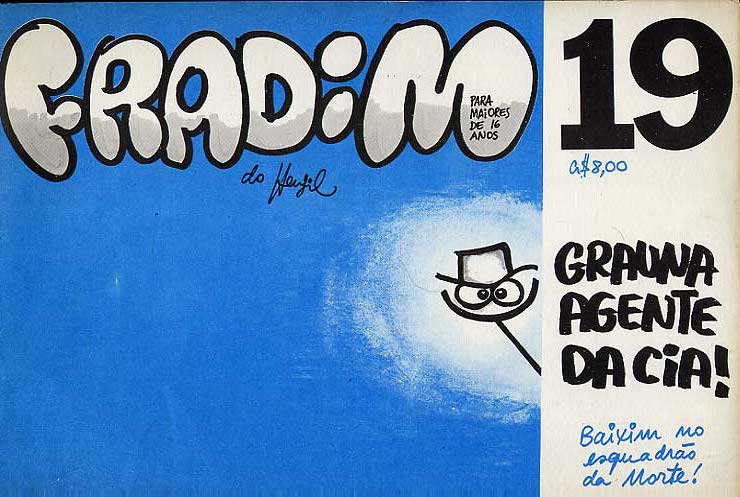 FRADiM
PARA
MAiORES
DE 16
ANOS
do Henfil
19
Cr$8,00
GRAUNA
AGENTE
DA CiA!
Baixim no
esquadrão
da Morte!